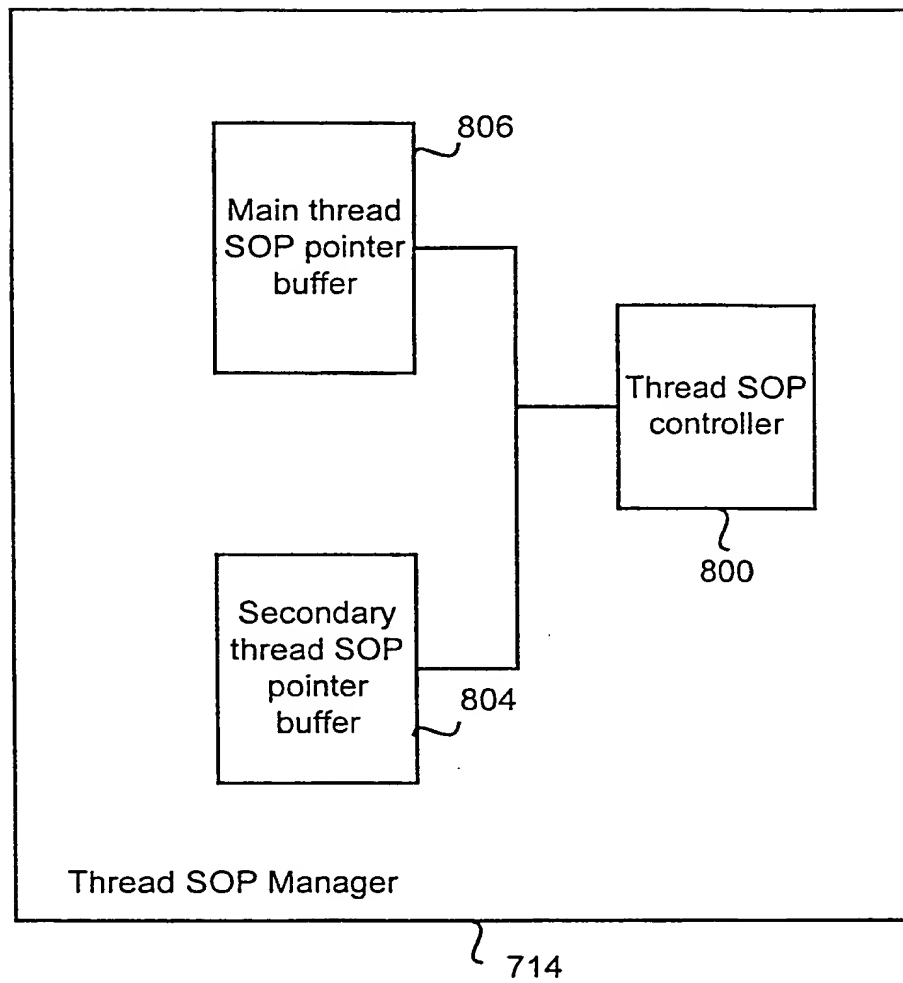 806
Main thread
SOP pointer
buffer
Thread SOP
controller
800
Secondary
thread SOP
pointer
buffer
804
Thread SOP Manager
714